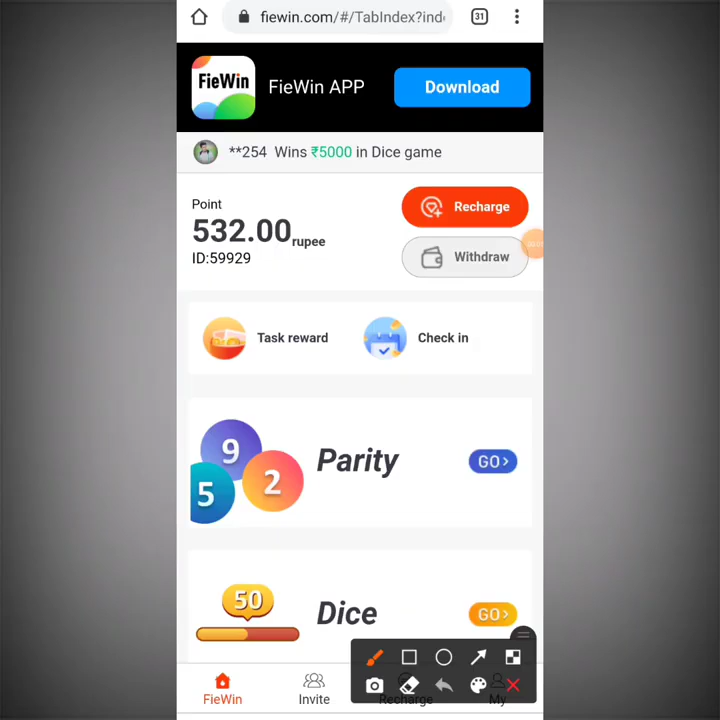 fiewin.com/#/TabIndex?ind
31
FieWin
FieWin APP
Download
**254 Wins ₹5000 in Dice game
Point
532.00 rupee
ID:59929
Recharge
Withdraw
Task reward
Check in
9
5
2
Parity
GO>
50
Dice
GO>
FieWin
Invite
Recharge
My